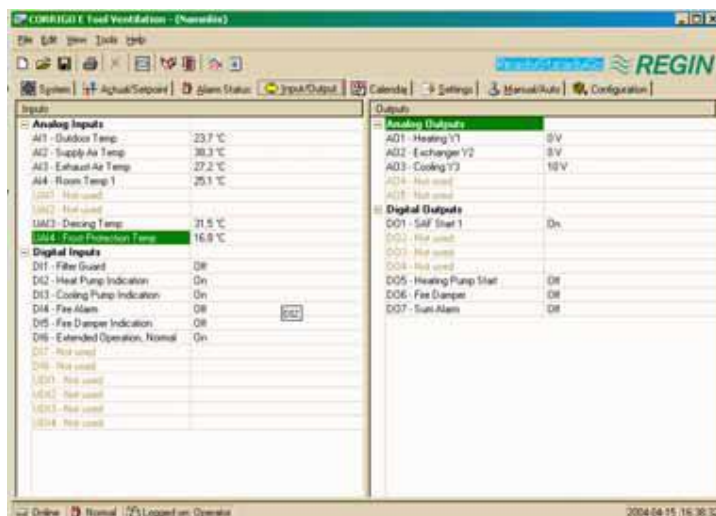 CORRIGO E Tool Ventilation - (Namnlös)
File Edit View Tools Help
REGIN
System Actual/Setpoint Alarm Status Input/Output Calendar Settings Manual/Auto Configuration
Inputs
Analog Inputs
AI1 - Outdoor Temp 23,7 °C
AI2 - Supply Air Temp 38,3 °C
AI3 - Exhaust Air Temp 27,2 °C
AI4 - Room Temp 1 25,1 °C
UAI1 - Not used
UAI2 - Not used
UAI3 - Deicing Temp 31,5 °C
UAI4 - Frost Protection Temp 16,8 °C
Digital Inputs
DI1 - Filter Guard Off
DI2 - Heat Pump Indication On
DI3 - Cooling Pump Indication On
DI4 - Fire Alarm Off
DI5 - Fire Damper Indication Off
DI6 - Extended Operation, Normal On
DI7 - Not used
DI8 - Not used
UDI1 - Not used
UDI2 - Not used
UDI3 - Not used
UDI4 - Not used
Outputs
Analog Outputs
AO1 - Heating Y1 0 V
AO2 - Exchanger Y2 0 V
AO3 - Cooling Y3 10 V
AO4 - Not used
AO5 - Not used
Digital Outputs
DO1 - SAF Start 1 On
DO2 - Not used
DO3 - Not used
DO4 - Not used
DO5 - Heating Pump Start Off
DO6 - Fire Damper Off
DO7 - Sum Alarm Off
Online Normal Logged on: Operator 2004-04-15 16:38:32